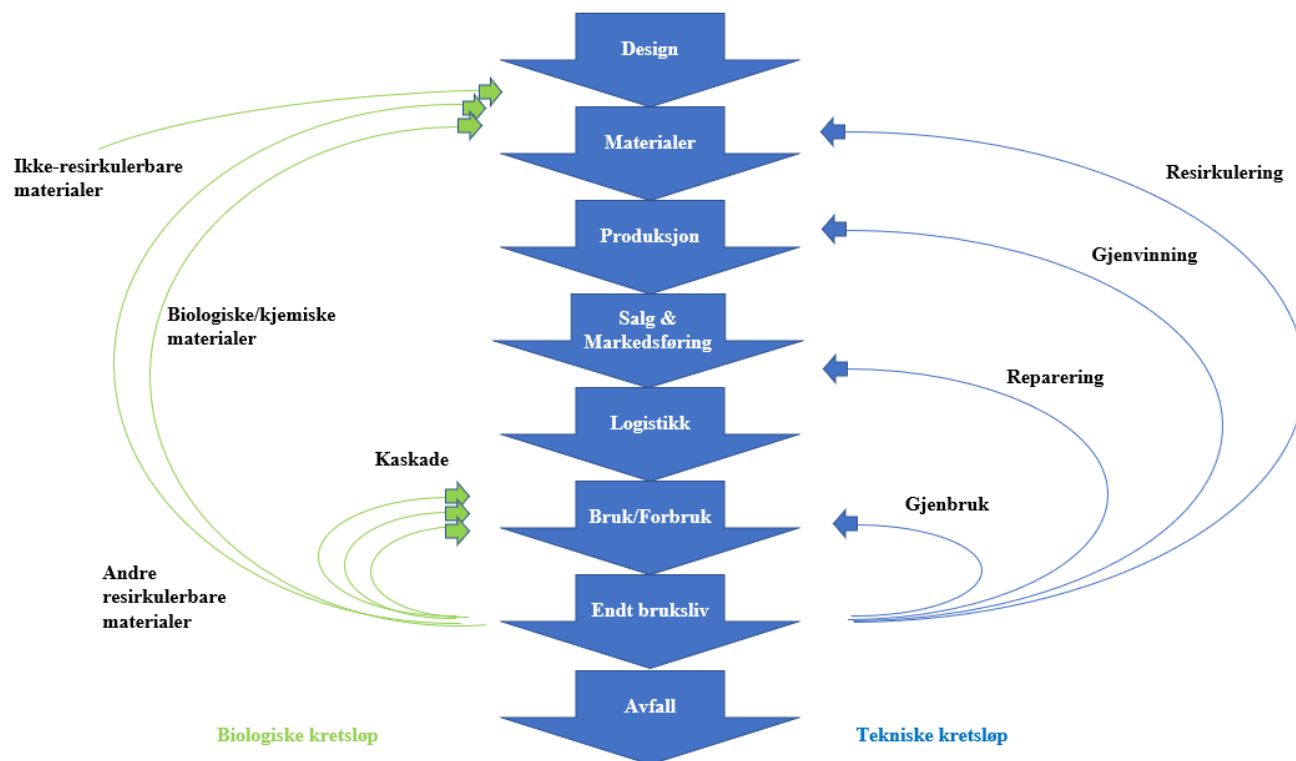 Design
Materialer
Ikke-resirkulerbare
materialer
Resirkulering
Produksjon
Gjenvinning
Biologiske/kjemiske
materialer
Salg &
Markedsføring
Reparering
Logistikk
Kaskade
Bruk/Forbruk
Gjenbruk
Andre
resirkulerbare
materialer
Endt bruksliv
Avfall
Biologiske kretsløp
Tekniske kretsløp